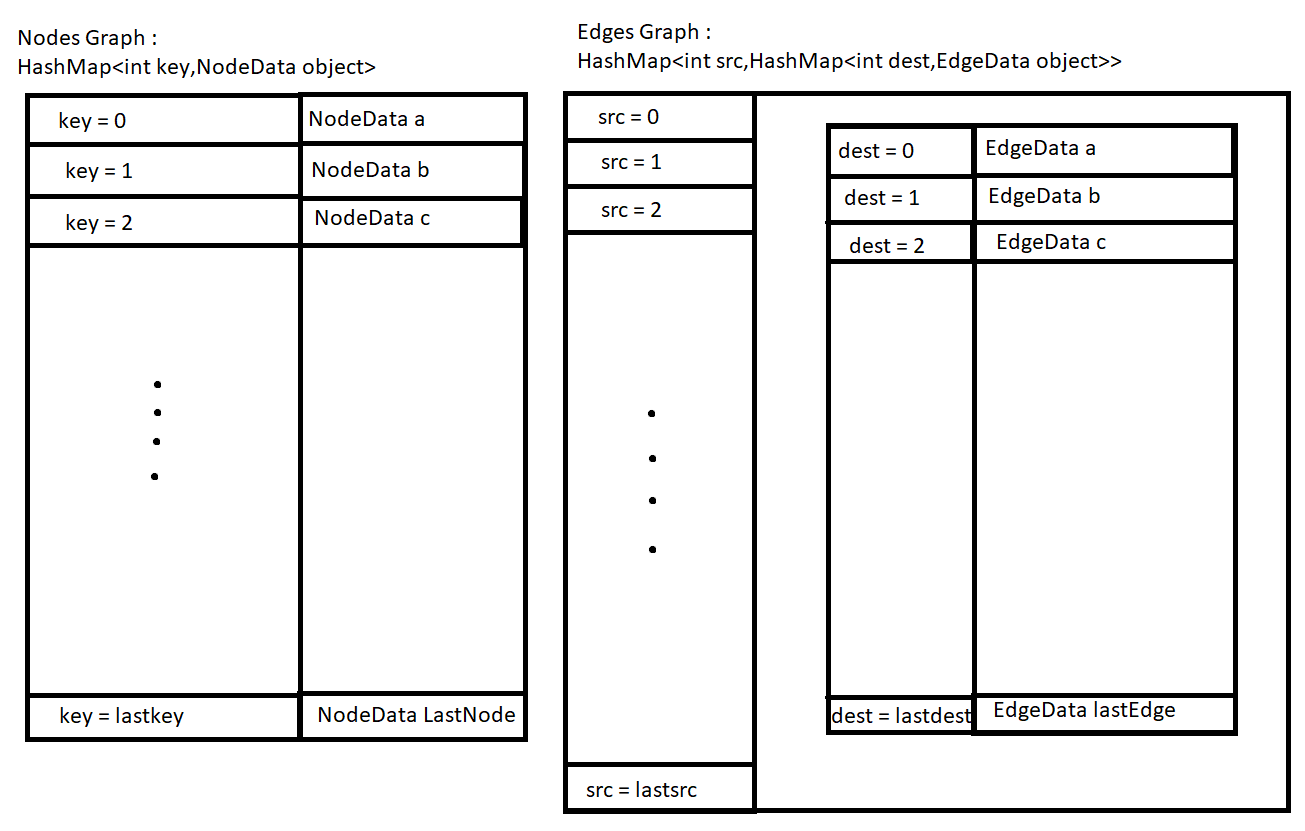 Nodes Graph :
HashMap<int key,NodeData object>
key = 0
NodeData a
key = 1
NodeData b
key = 2
NodeData c
key = lastkey
NodeData LastNode
Edges Graph :
HashMap<int src,HashMap<int dest,EdgeData object>>
src = 0
src = 1
src = 2
src = lastsrc
dest = 0
EdgeData a
dest = 1
EdgeData b
dest = 2
EdgeData c
dest = lastdest
EdgeData lastEdge